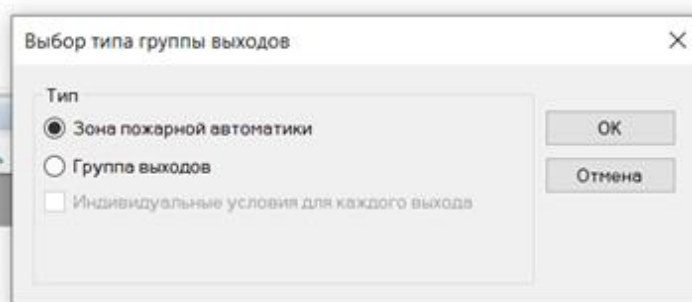 Выбор типа группы выходов
Тип
Зона пожарной автоматики
OK
Группа выходов
Отмена
Индивидуальные условия для каждого выхода